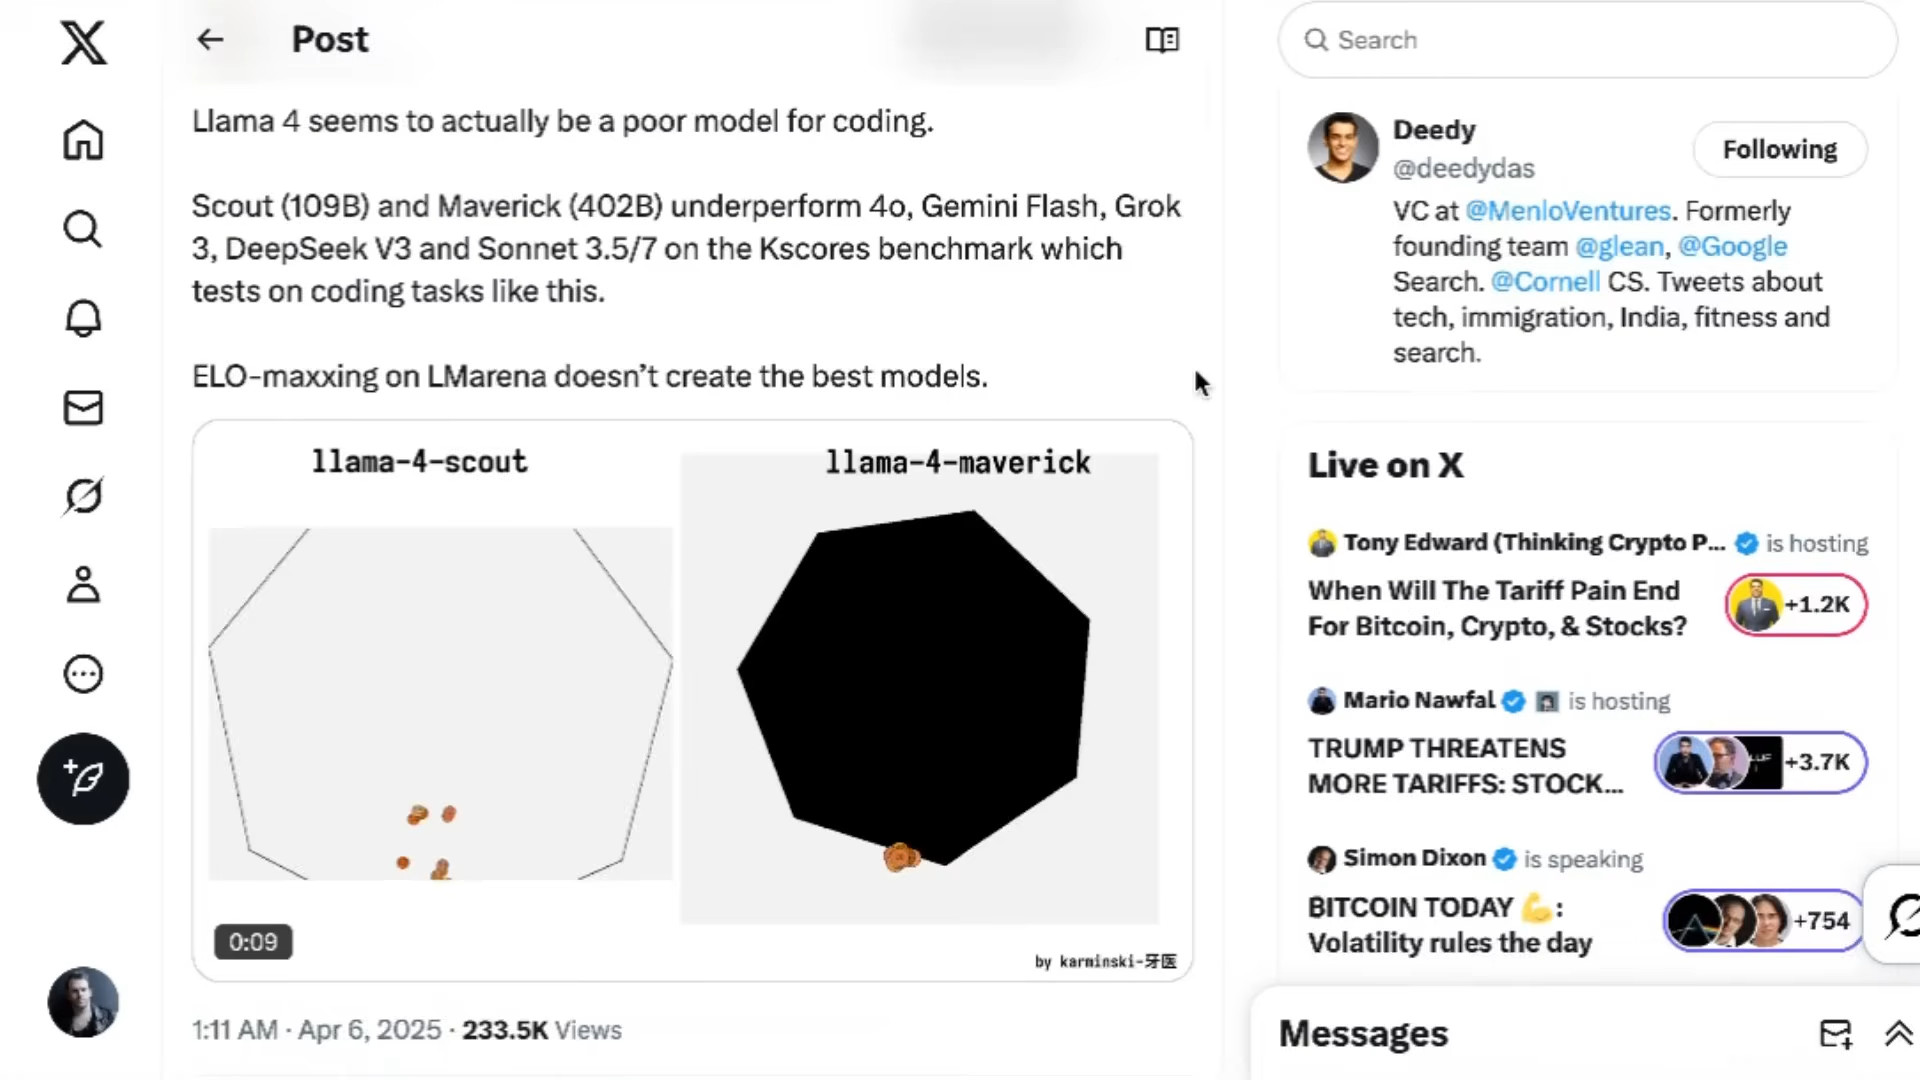 Post
Llama 4 seems to actually be a poor model for coding.
Scout (109B) and Maverick (402B) underperform 4o, Gemini Flash, Grok
3, DeepSeek V3 and Sonnet 3.5/7 on the Kscores benchmark which
tests on coding tasks like this.
ELO-maxxing on LMarena doesn’t create the best models.
llama-4-scout
llama-4-maverick
0:09
by karminski-牙医
1:11 AM · Apr 6, 2025 · 233.5K Views
Search
Deedy
@deedydas
Following
VC at @MenloVentures. Formerly
founding team @glean, @Google
Search. @Cornell CS. Tweets about
tech, immigration, India, fitness and
search.
Live on X
Tony Edward (Thinking Crypto P... is hosting
When Will The Tariff Pain End
For Bitcoin, Crypto, & Stocks?
+1.2K
Mario Nawfal is hosting
TRUMP THREATENS
MORE TARIFFS: STOCK...
+3.7K
Simon Dixon is speaking
BITCOIN TODAY 💪:
Volatility rules the day
+754
Messages